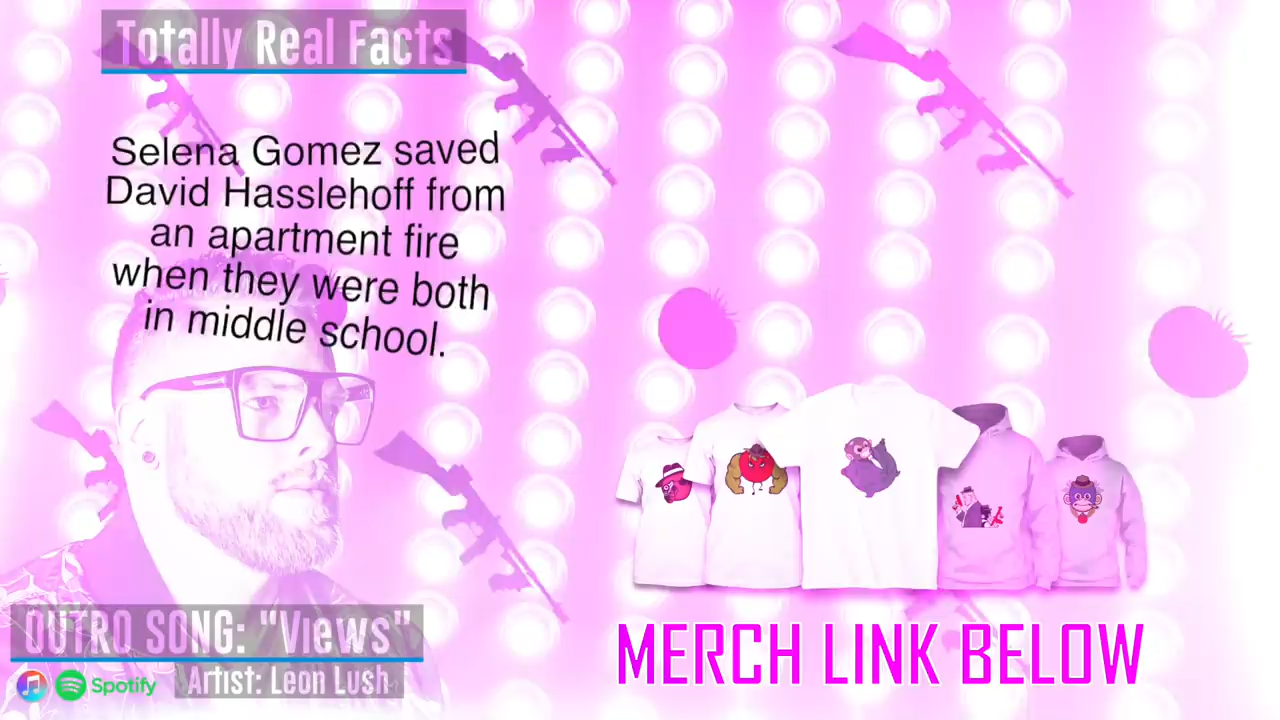 Totally Real Facts
Selena Gomez saved
David Hasslehoff from
an apartment fire
when they were both
in middle school.
OUTRO SONG: "Views"
Spotify
Artist: Leon Lush
MERCH LINK BELOW